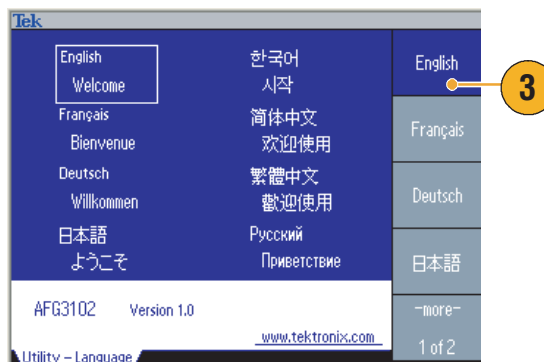 Tek
English
Welcome
Français
Bienvenue
Deutsch
Willkommen
日本語
ようこそ
한국어
시작
简体中文
欢迎使用
繁體中文
歡迎使用
Русский
Приветствие
AFG3102 Version 1.0
www.tektronix.com
Utility - Language
English
Français
Deutsch
日本語
-more-
1 of 2
3